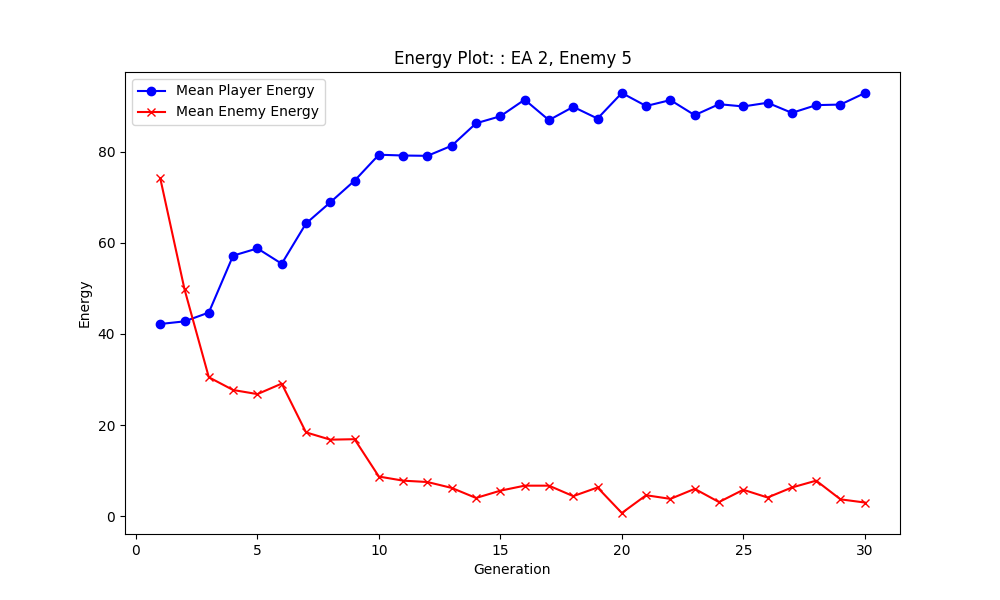 Energy Plot: : EA 2, Enemy 5
Mean Player Energy
Mean Enemy Energy
Energy
80
60
40
20
0
0 5 10 15 20 25 30
Generation